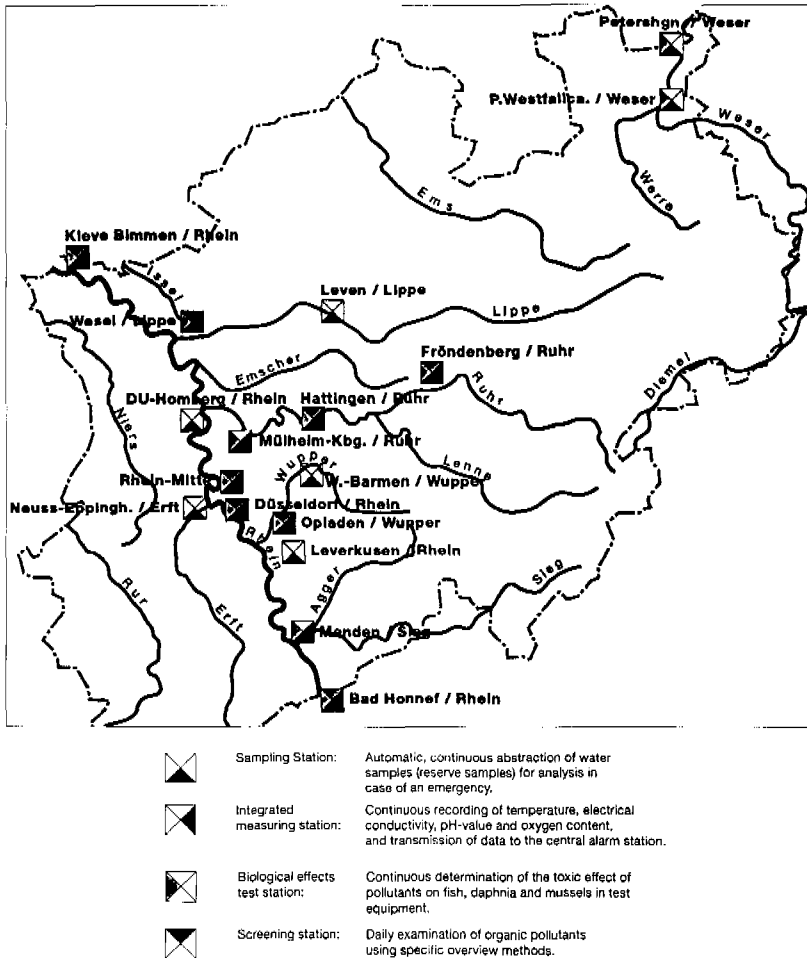 Petershgn. / Weser
P.Westfalica. / Weser
Weser
Werre
Ems
Kleve Bimmen / Rhein
Issel
Leven / Lippe
Wesel / Lippe
Lippe
Emscher
Fröndenberg / Ruhr
Diemel
DU-Homberg / Rhein
Hattingen / Ruhr
Ruhr
Niers
Mülheim-Kbg. / Ruhr
Lenne
Wupper
Rhein-Mitte
W.-Barmen / Wupper
Neuss-Eppingh. / Erft
Düsseldorf / Rhein
Opladen / Wupper
Rhein
Leverkusen / Rhein
Rur
Erft
Agger
Sieg
Menden / Sieg
Bad Honnef / Rhein
Sampling Station: Automatic, continuous abstraction of water
samples (reserve samples) for analysis in
case of an emergency.
Integrated Continuous recording of temperature, electrical
measuring station: conductivity, pH-value and oxygen content,
and transmission of data to the central alarm station.
Biological effects Continuous determination of the toxic effect of
test station: pollutants on fish, daphnia and mussels in test
equipment.
Screening station: Daily examination of organic pollutants
using specific overview methods.